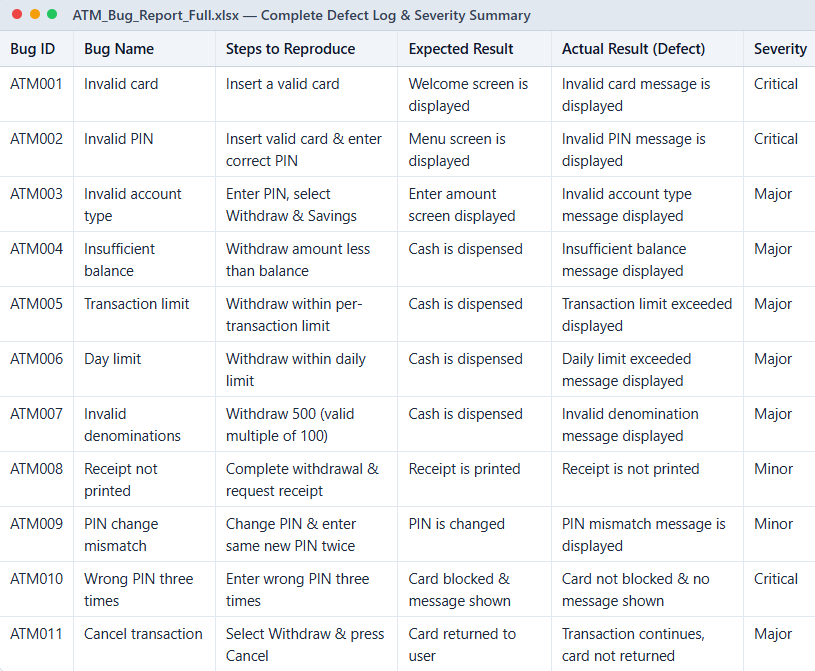 ATM_Bug_Report_Full.xlsx — Complete Defect Log & Severity Summary
Bug ID Bug Name Steps to Reproduce Expected Result Actual Result (Defect) Severity
ATM001 Invalid card Insert a valid card Welcome screen is Invalid card message is Critical
displayed displayed
ATM002 Invalid PIN Insert valid card & enter Menu screen is Invalid PIN message is Critical
correct PIN displayed displayed
ATM003 Invalid account Enter PIN, select Enter amount Invalid account type Major
type Withdraw & Savings screen displayed message displayed
ATM004 Insufficient Withdraw amount less Cash is dispensed Insufficient balance Major
balance than balance message displayed
ATM005 Transaction limit Withdraw within per- Cash is dispensed Transaction limit exceeded Major
transaction limit displayed
ATM006 Day limit Withdraw within daily Cash is dispensed Daily limit exceeded Major
limit message displayed
ATM007 Invalid Withdraw 500 (valid Cash is dispensed Invalid denomination Major
denominations multiple of 100) message displayed
ATM008 Receipt not Complete withdrawal & Receipt is printed Receipt is not printed Minor
printed request receipt
ATM009 PIN change Change PIN & enter PIN is changed PIN mismatch message is Minor
mismatch same new PIN twice displayed
ATM010 Wrong PIN three Enter wrong PIN three Card blocked & Card not blocked & no Critical
times times message shown message shown
ATM011 Cancel transaction Select Withdraw & press Card returned to Transaction continues, Major
Cancel user card not returned